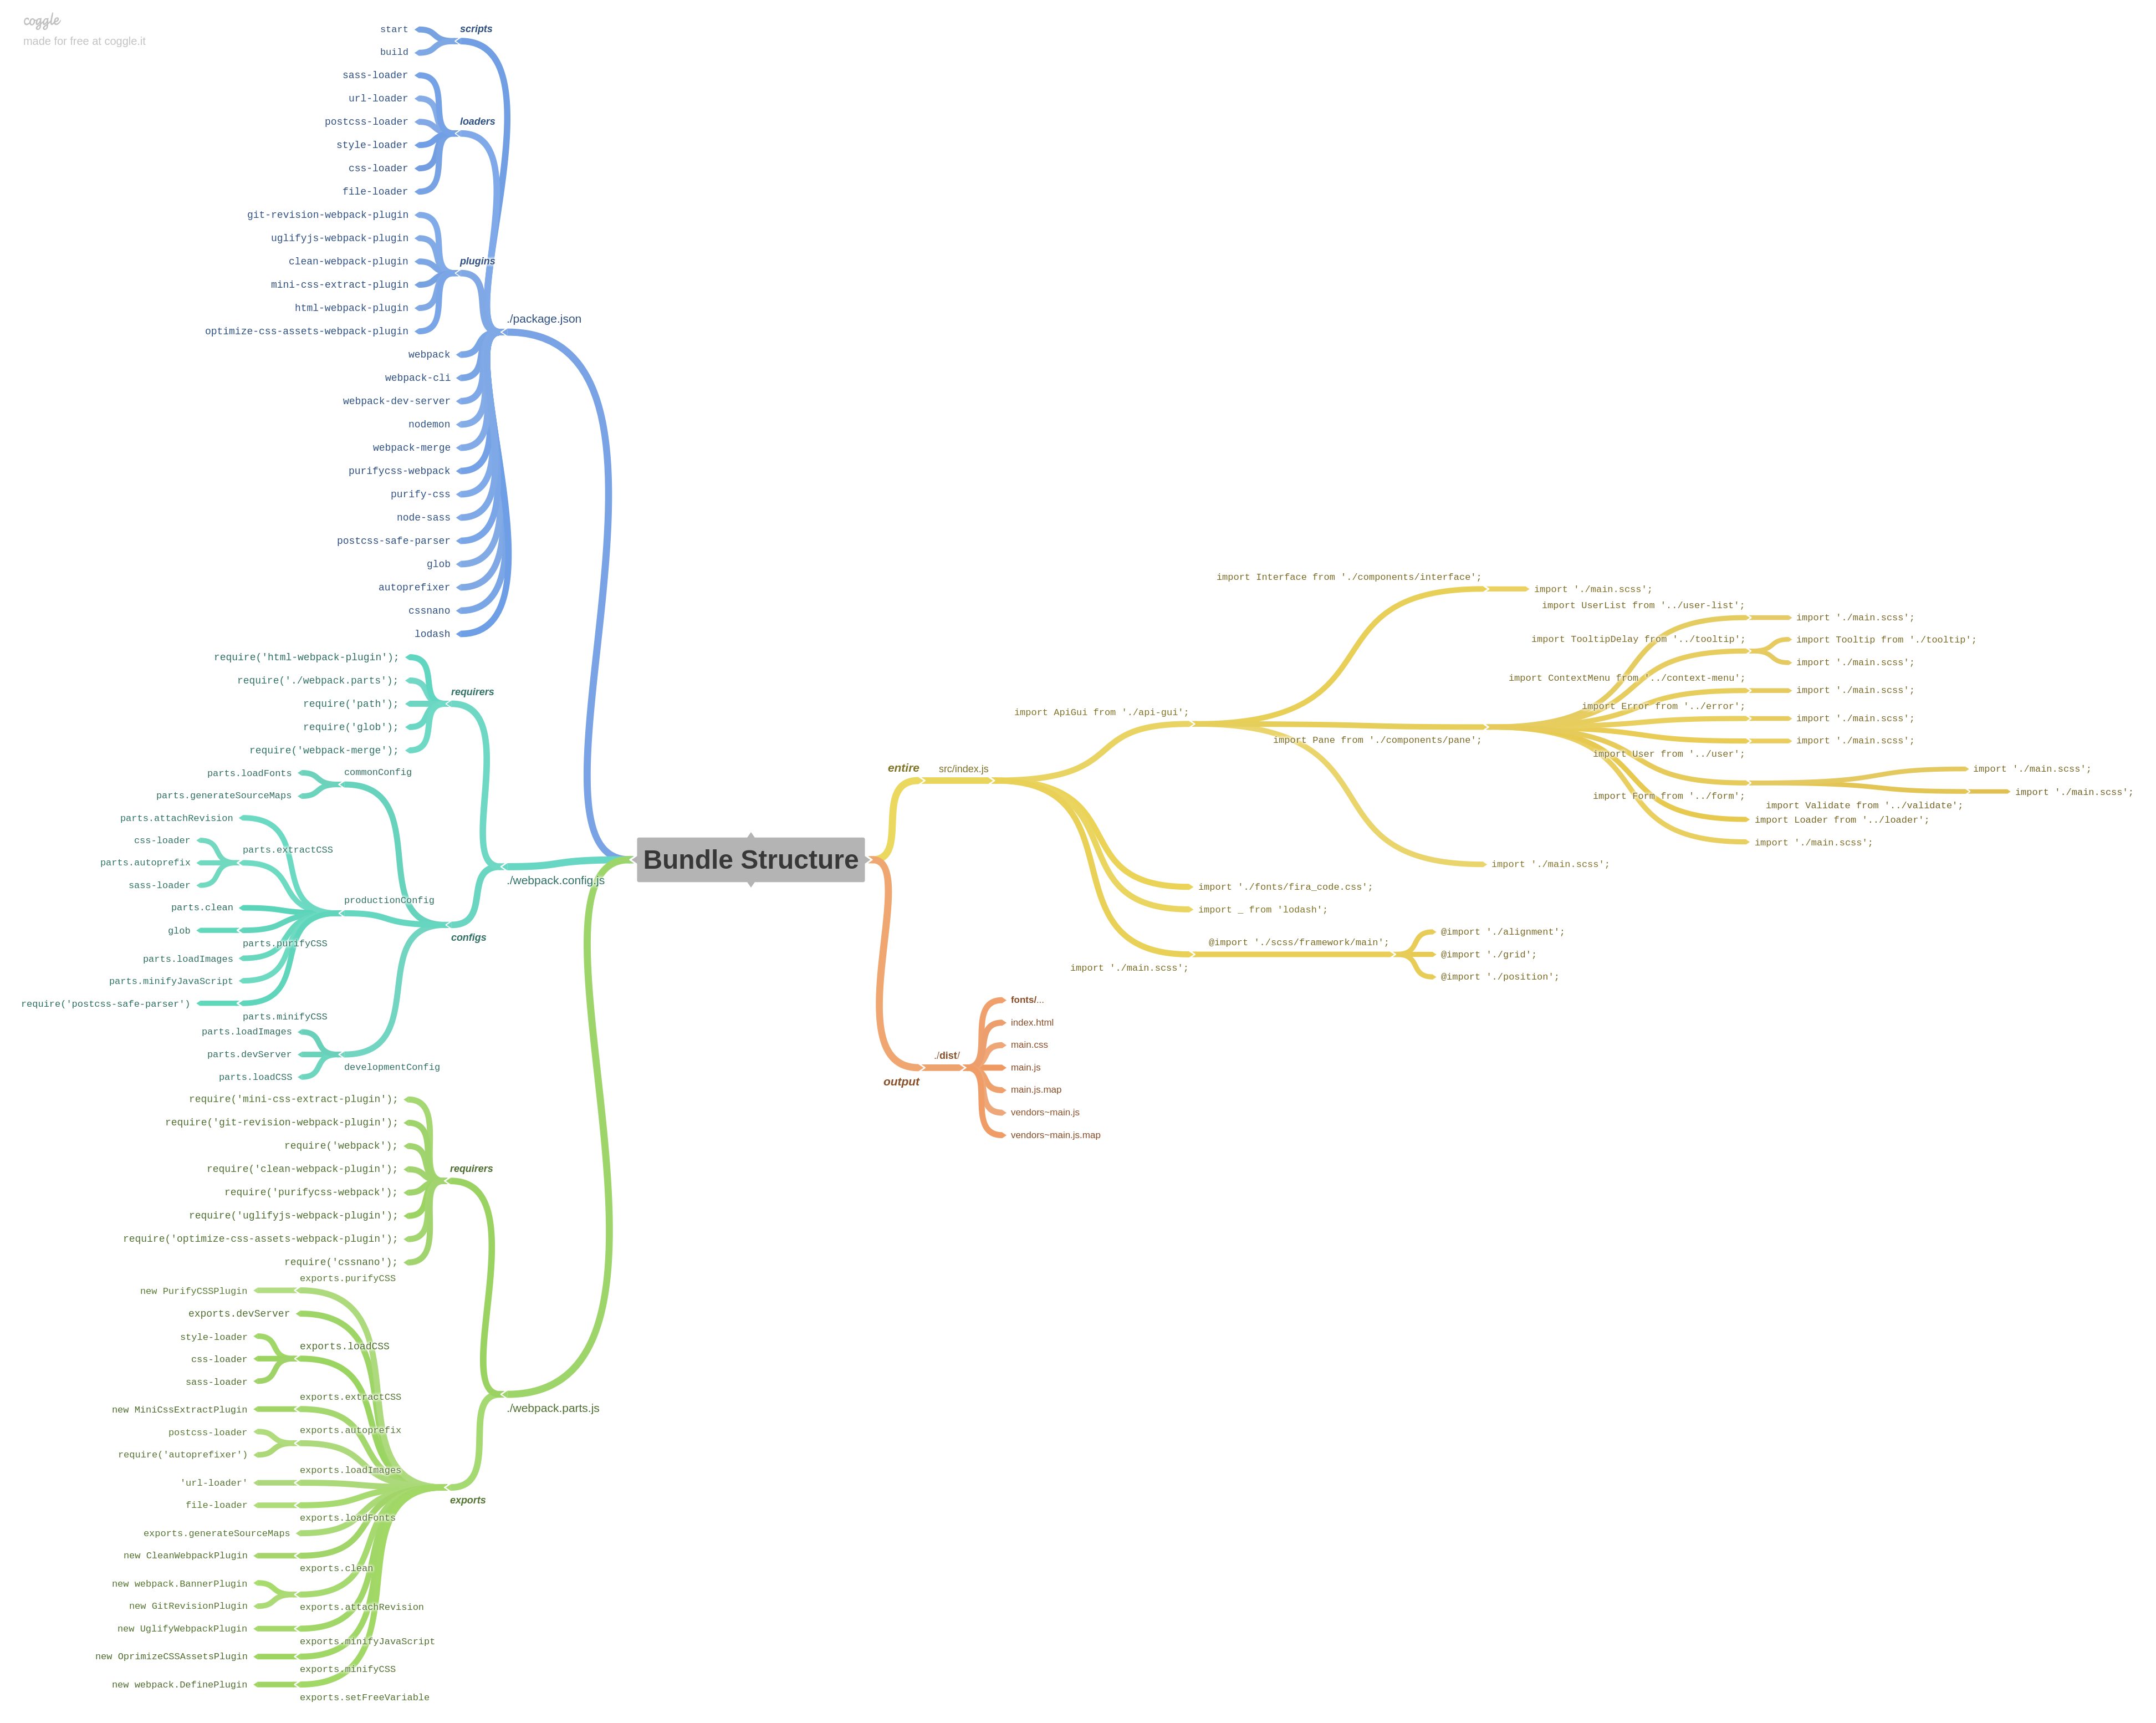 coggle
made for free at coggle.it
scripts
start
build
loaders
sass-loader
url-loader
postcss-loader
style-loader
css-loader
file-loader
plugins
git-revision-webpack-plugin
uglifyjs-webpack-plugin
clean-webpack-plugin
mini-css-extract-plugin
html-webpack-plugin
optimize-css-assets-webpack-plugin
./package.json
webpack
webpack-cli
webpack-dev-server
nodemon
webpack-merge
purifycss-webpack
purify-css
node-sass
postcss-safe-parser
glob
autoprefixer
cssnano
lodash
require('html-webpack-plugin');
require('./webpack.parts');
requirers
require('path');
require('glob');
require('webpack-merge');
commonConfig
parts.loadFonts
parts.generateSourceMaps
parts.attachRevision
css-loader
parts.extractCSS
parts.autoprefix
sass-loader
productionConfig
parts.clean
glob
parts.purifyCSS
parts.loadImages
parts.minifyJavaScript
require('postcss-safe-parser')
parts.minifyCSS
parts.loadImages
parts.devServer
developmentConfig
parts.loadCSS
configs
./webpack.config.js
Bundle Structure
require('mini-css-extract-plugin');
require('git-revision-webpack-plugin');
require('webpack');
requirers
require('clean-webpack-plugin');
require('purifycss-webpack');
require('uglifyjs-webpack-plugin');
require('optimize-css-assets-webpack-plugin');
require('cssnano');
exports.purifyCSS
new PurifyCSSPlugin
exports.devServer
style-loader
exports.loadCSS
css-loader
sass-loader
exports.extractCSS
new MiniCssExtractPlugin
exports.autoprefix
postcss-loader
require('autoprefixer')
exports.loadImages
'url-loader'
file-loader
exports.loadFonts
exports.generateSourceMaps
new CleanWebpackPlugin
exports.clean
new webpack.BannerPlugin
new GitRevisionPlugin
exports.attachRevision
new UglifyWebpackPlugin
exports.minifyJavaScript
new OprimizeCSSAssetsPlugin
exports.minifyCSS
new webpack.DefinePlugin
exports.setFreeVariable
exports
./webpack.parts.js
entire
src/index.js
import ApiGui from './api-gui';
import Interface from './components/interface';
import './main.scss';
import Pane from './components/pane';
import UserList from '../user-list';
import './main.scss';
import TooltipDelay from '../tooltip';
import Tooltip from './tooltip';
import './main.scss';
import ContextMenu from '../context-menu';
import './main.scss';
import Error from '../error';
import './main.scss';
import User from '../user';
import './main.scss';
import Form from '../form';
import './main.scss';
import Validate from '../validate';
import './main.scss';
import Loader from '../loader';
import './main.scss';
import './main.scss';
import './fonts/fira_code.css';
import _ from 'lodash';
import './main.scss';
@import './scss/framework/main';
@import './alignment';
@import './grid';
@import './position';
output
./dist/
fonts/...
index.html
main.css
main.js
main.js.map
vendors~main.js
vendors~main.js.map